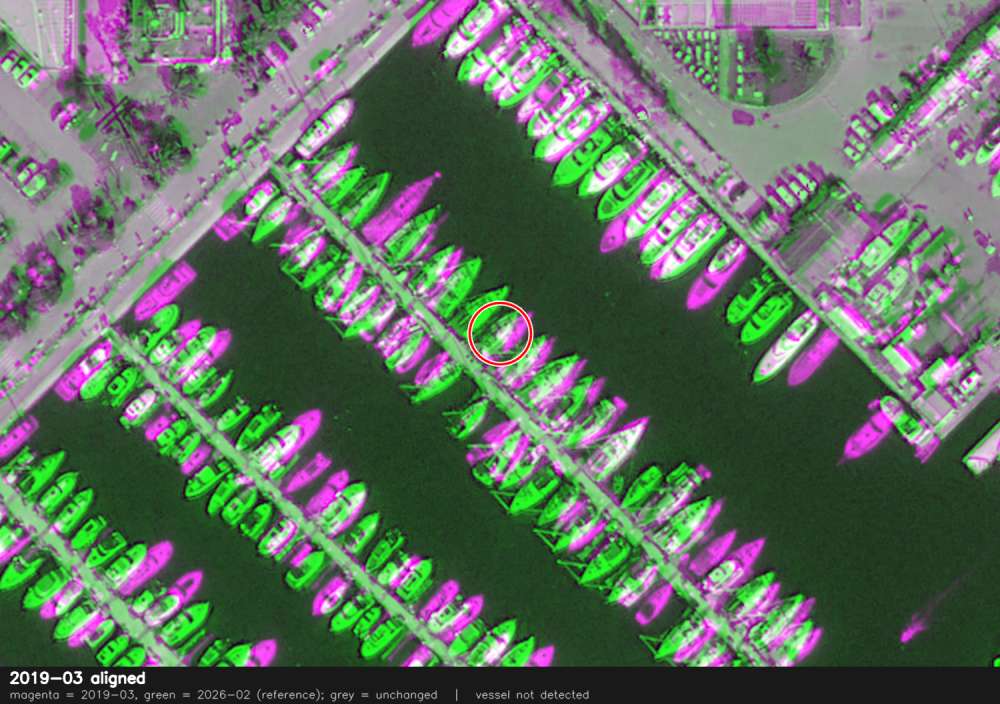 2019-03 aligned
magenta = 2019-03, green = 2026-02 (reference); grey = unchanged | vessel not detected